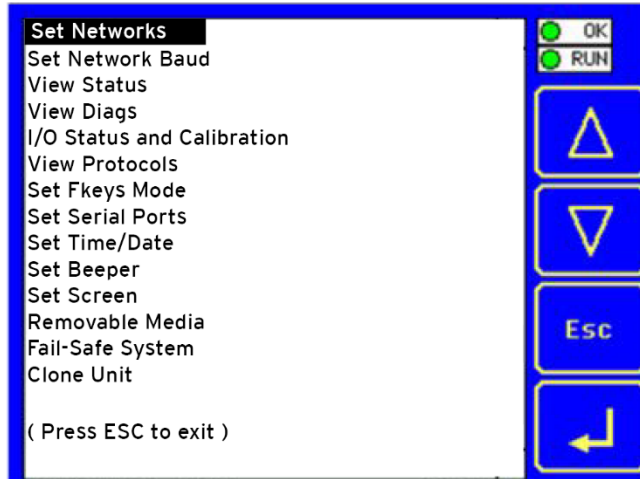 Set Networks
Set Network Baud
View Status
View Diags
I/O Status and Calibration
View Protocols
Set Fkeys Mode
Set Serial Ports
Set Time/Date
Set Beeper
Set Screen
Removable Media
Fail-Safe System
Clone Unit
( Press ESC to exit )
OK
RUN
Esc